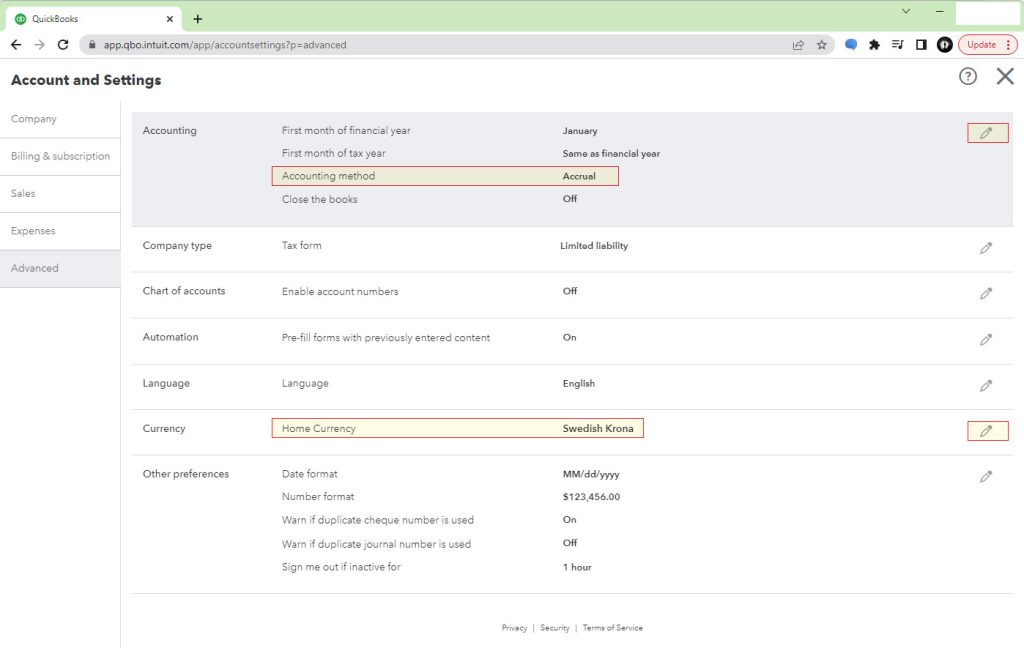 QuickBooks
app.qbo.intuit.com/app/accountsettings?p=advanced
Update
Account and Settings
?
Company
Billing & subscription
Sales
Expenses
Advanced
Accounting
First month of financial year January
First month of tax year Same as financial year
Accounting method Accrual
Close the books Off
Company type Tax form Limited liability
Chart of accounts Enable account numbers Off
Automation Pre-fill forms with previously entered content On
Language Language English
Currency Home Currency Swedish Krona
Other preferences Date format MM/dd/yyyy
Number format $123,456.00
Warn if duplicate cheque number is used On
Warn if duplicate journal number is used Off
Sign me out if inactive for 1 hour
Privacy | Security | Terms of Service